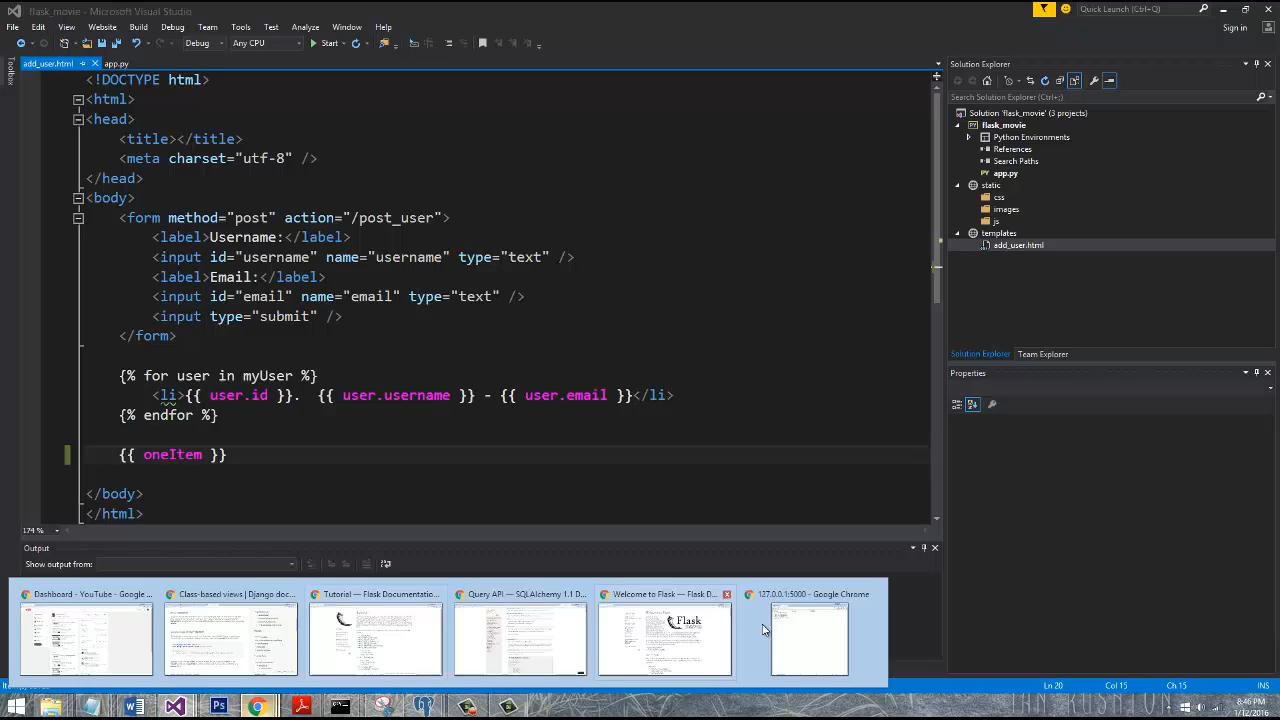 flask_movie - Microsoft Visual Studio
Quick Launch (Ctrl+Q)
File Edit View Project Build Debug Team Tools Test Analyze Window Help
Sign in
Debug Any CPU Start
Toolbox
add_user.html app.py
<!DOCTYPE html>
<html>
<head>
<title></title>
<meta charset="utf-8" />
</head>
<body>
<form method="post" action="/post_user">
<label>Username:</label>
<input id="username" name="username" type="text" />
<label>Email:</label>
<input id="email" name="email" type="text" />
<input type="submit" />
</form>
{% for user in myUser %}
<li>{{ user.id }}. {{ user.username }} - {{ user.email }}</li>
{% endfor %}
{{ oneItem }}
</body>
</html>
174 %
Output
Show output from:
Solution Explorer
Search Solution Explorer (Ctrl+;)
Solution 'flask_movie' (3 projects)
flask_movie
Python Environments
References
Search Paths
app.py
static
css
images
js
templates
add_user.html
Solution Explorer Team Explorer
Properties
Dashboard - YouTube - Google ...
Class-based views | Django doc...
Tutorial — Flask Documentatio...
Query API — SQLAlchemy 1.1 D...
Welcome to Flask — Flask D...
127.0.0.1:5000 - Google Chrome
Flask
Ln 20 Col 15 Ch 15 INS
8:46 PM
1/12/2016